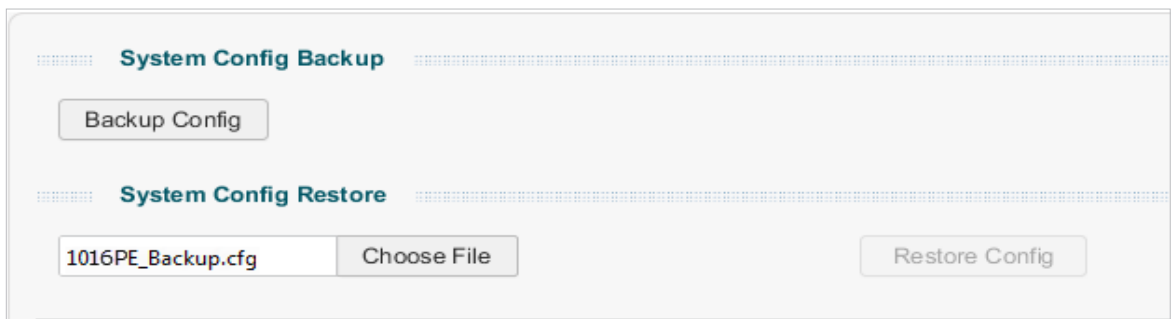 System Config Backup
Backup Config
System Config Restore
1016PE_Backup.cfg Choose File Restore Config